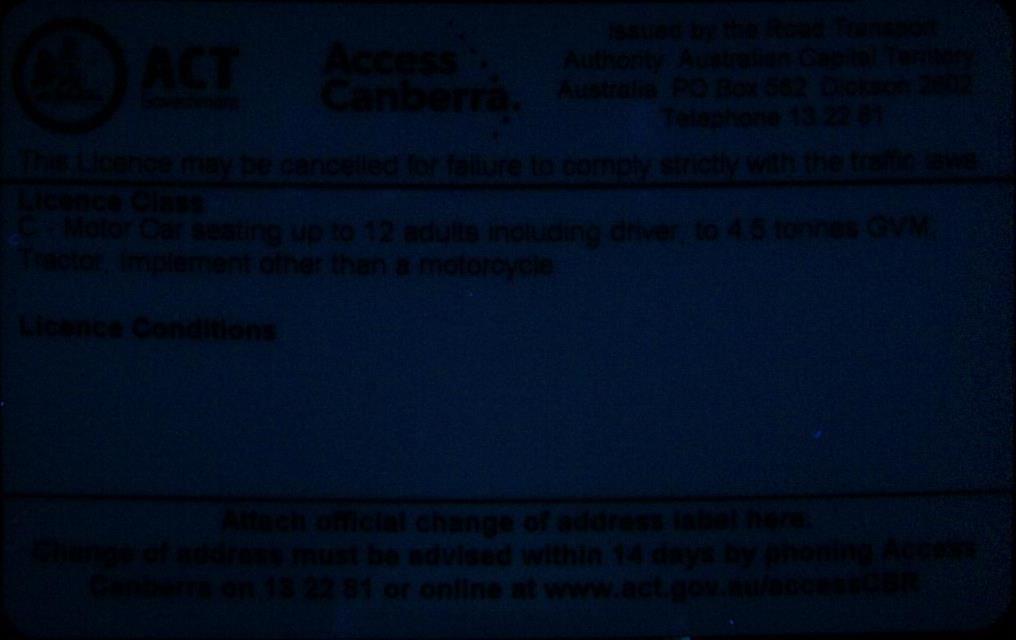 ACT
Government
Access
Canberra.
Issued by the Road Transport
Authority Australian Capital Territory
Australia PO Box 582 Dickson 2602
Telephone 13 22 81
This Licence may be cancelled for failure to comply strictly with the traffic laws
Licence Class
C - Motor Car seating up to 12 adults including driver, to 4.5 tonnes GVM,
Tractor, Implement other than a motorcycle
Licence Conditions
Attach official change of address label here.
Change of address must be advised within 14 days by phoning Access
Canberra on 13 22 81 or online at www.act.gov.au/accessCBR